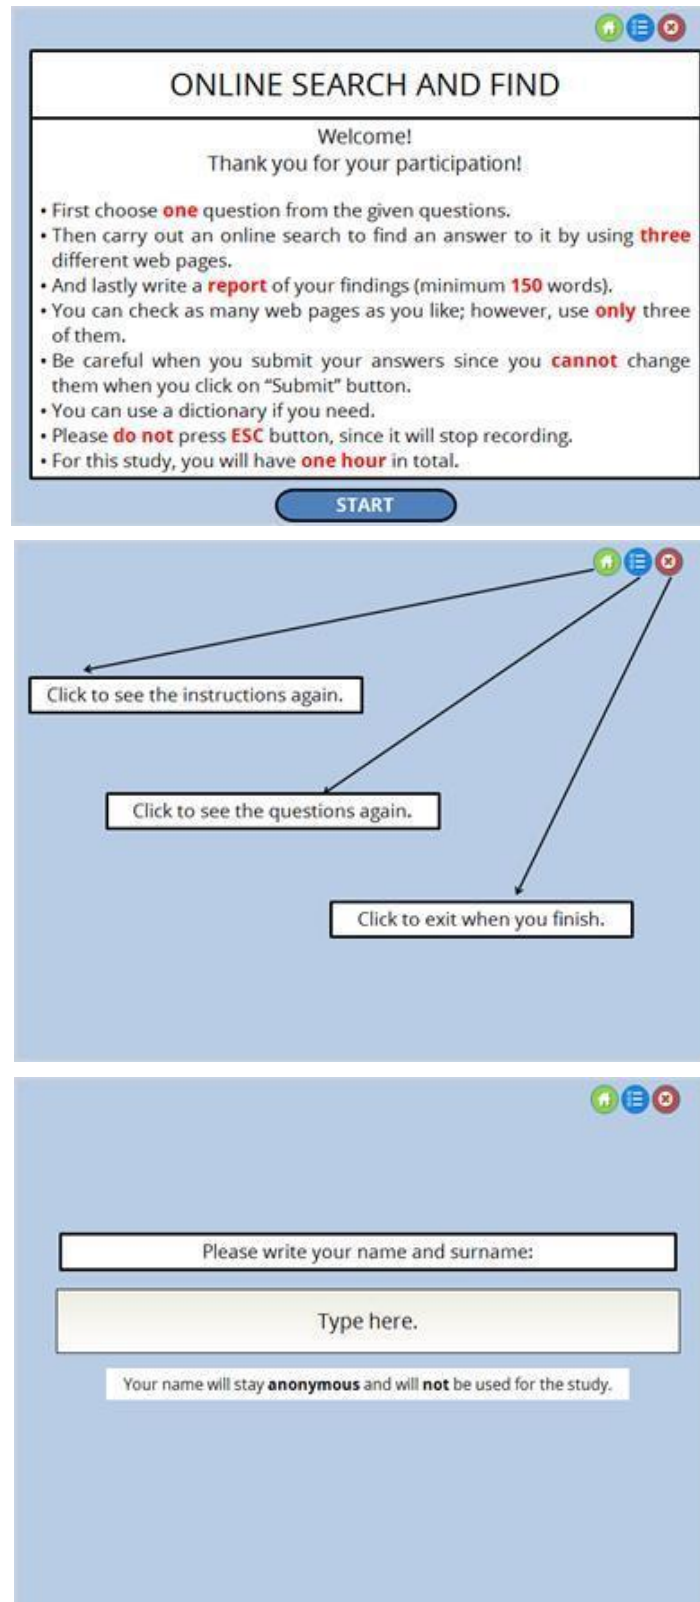 ONLINE SEARCH AND FIND
Welcome!
Thank you for your participation!
• First choose one question from the given questions.
• Then carry out an online search to find an answer to it by using three
different web pages.
• And lastly write a report of your findings (minimum 150 words).
• You can check as many web pages as you like; however, use only three
of them.
• Be careful when you submit your answers since you cannot change
them when you click on “Submit” button.
• You can use a dictionary if you need.
• Please do not press ESC button, since it will stop recording.
• For this study, you will have one hour in total.
START
Click to see the instructions again.
Click to see the questions again.
Click to exit when you finish.
Please write your name and surname:
Type here.
Your name will stay anonymous and will not be used for the study.